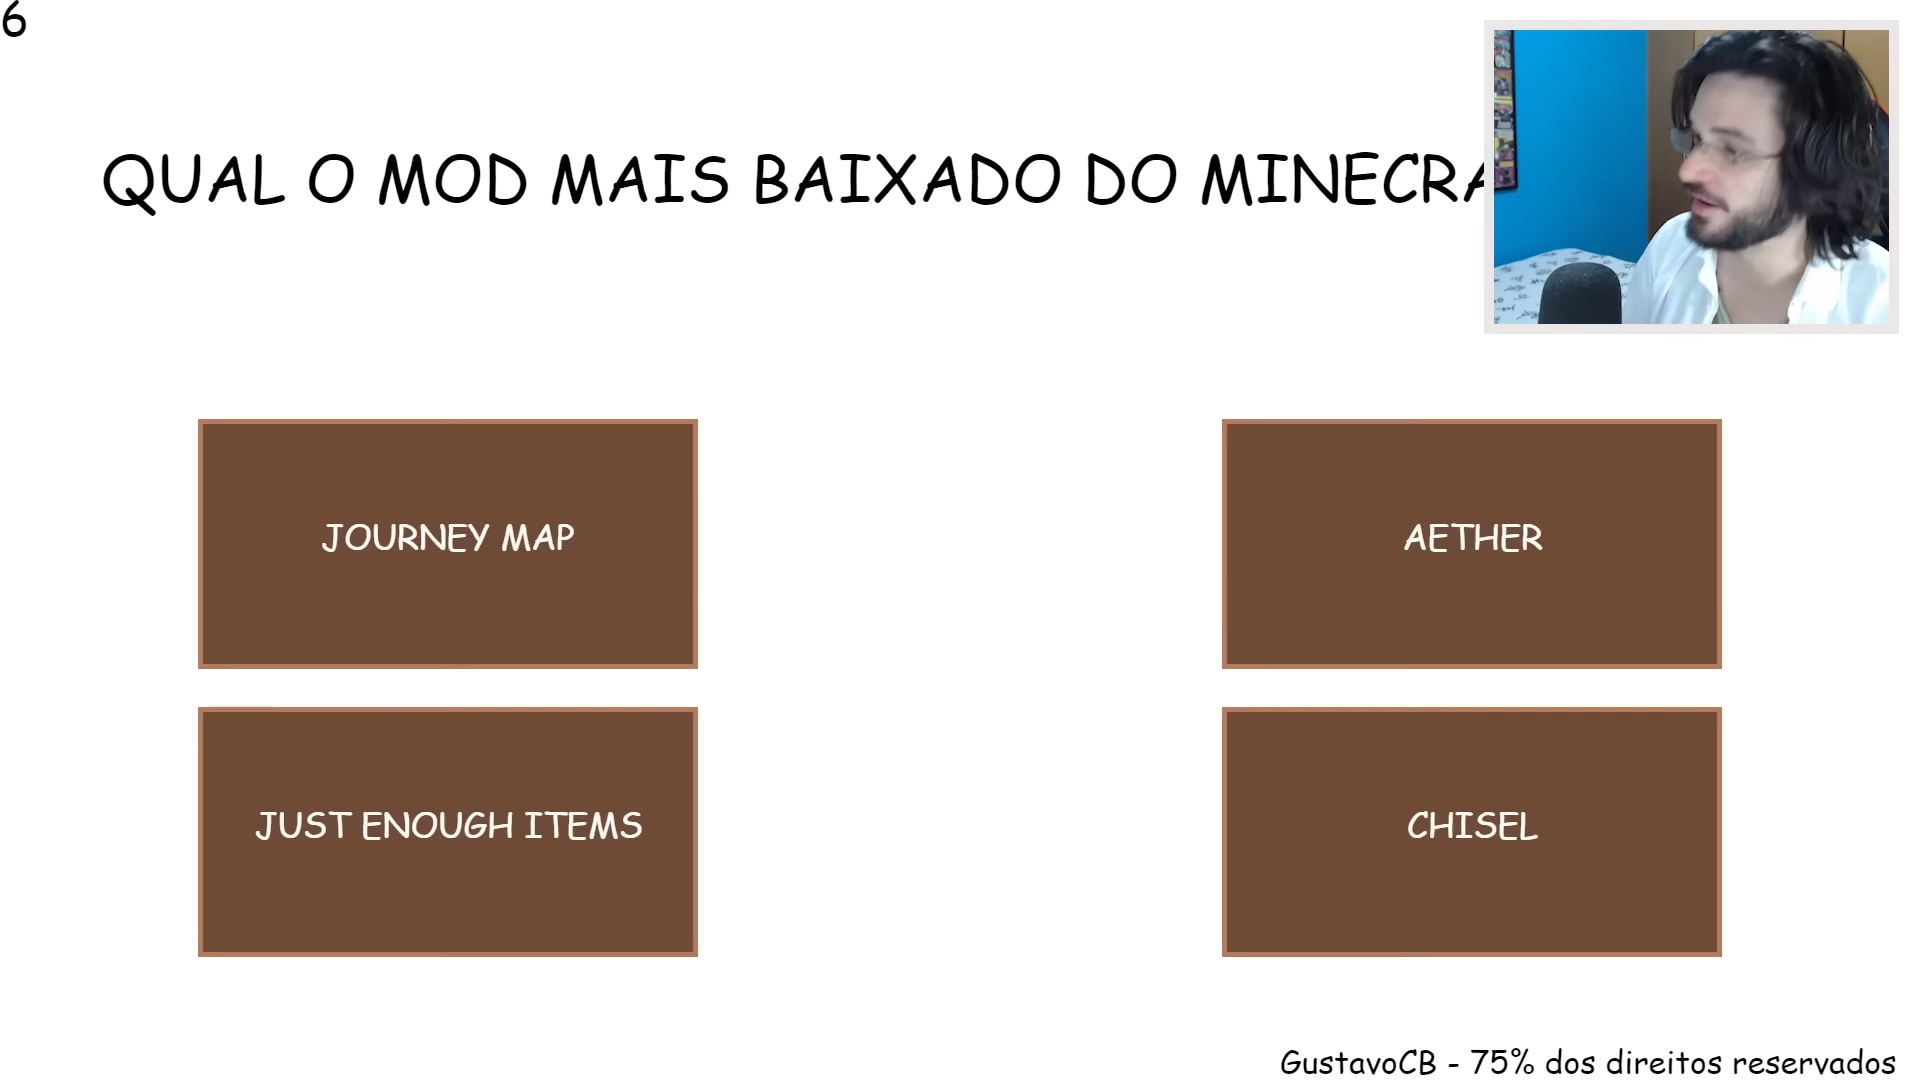 6
QUAL O MOD MAIS BAIXADO DO MINECRA
JOURNEY MAP
AETHER
JUST ENOUGH ITEMS
CHISEL
GustavoCB - 75% dos direitos reservados